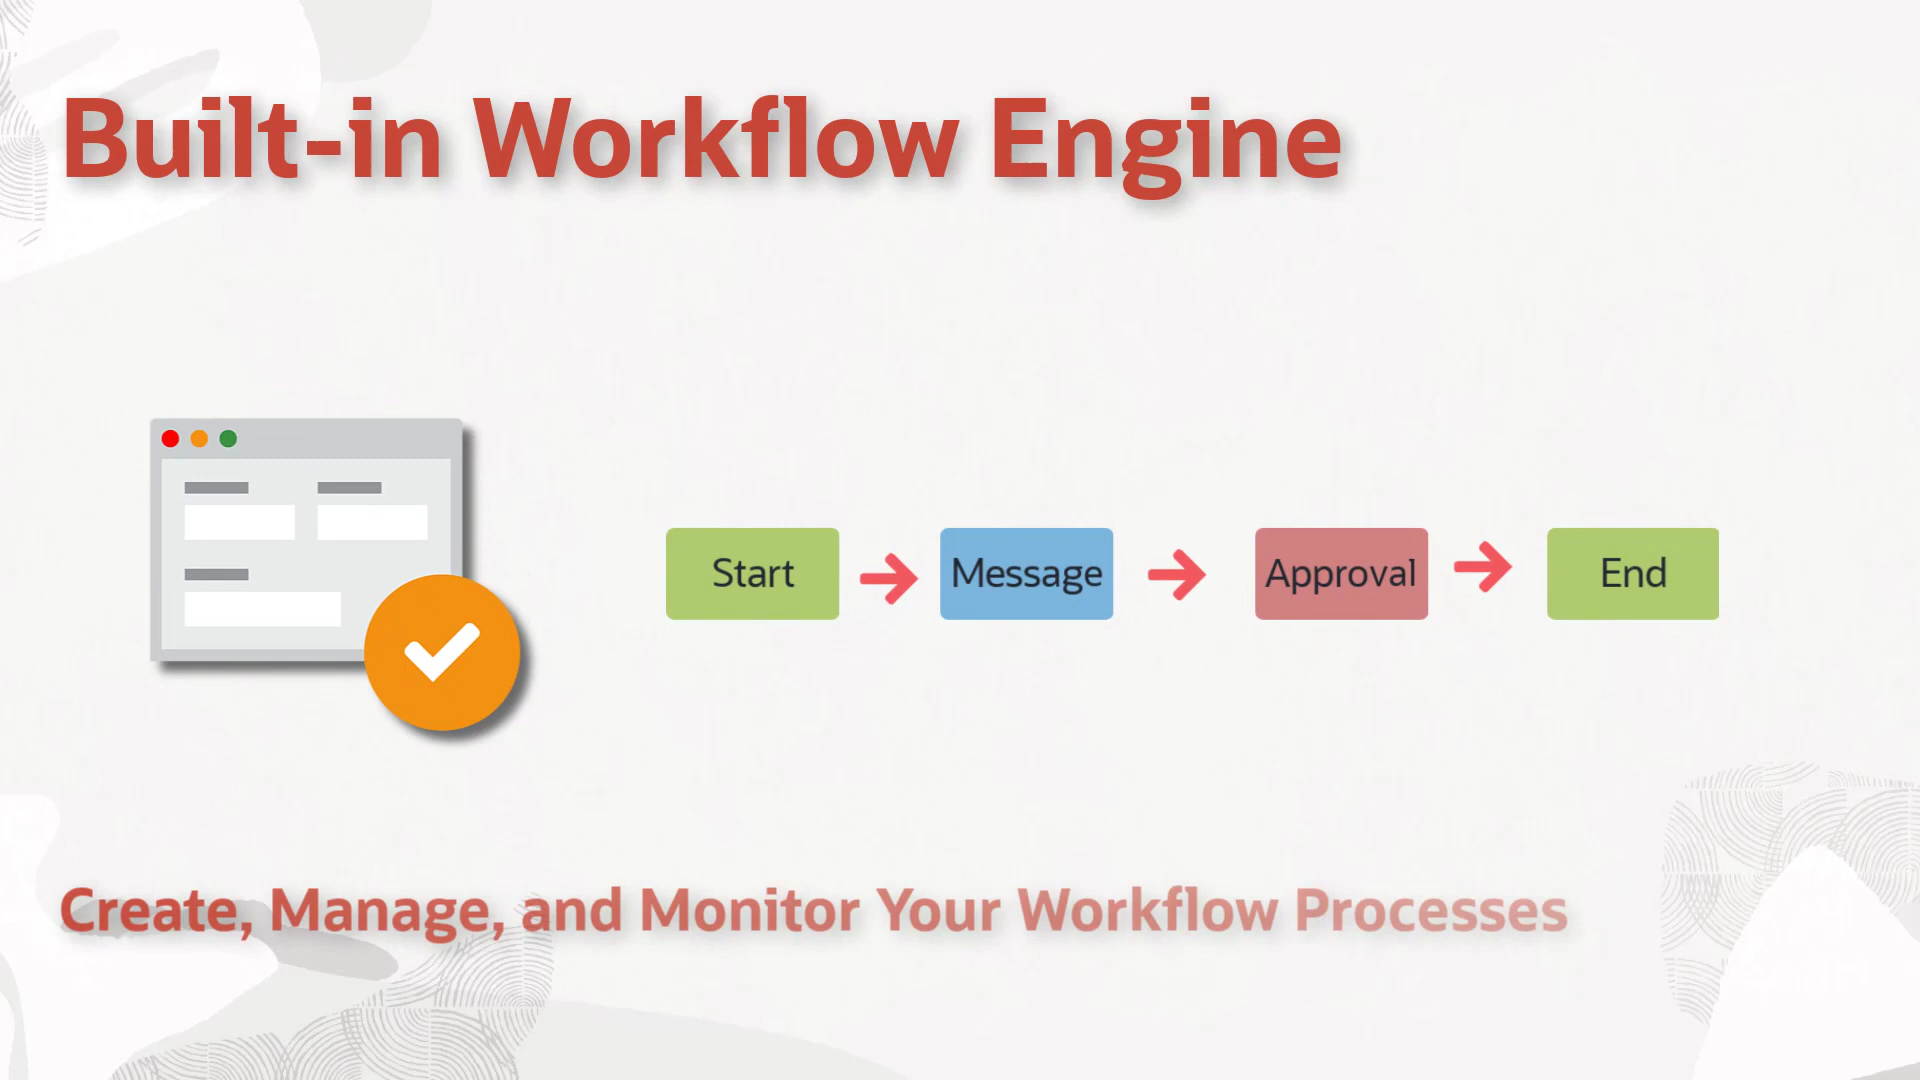 Built-in Workflow Engine
Start
Message
Approval
End
Create, Manage, and Monitor Your Workflow Processes